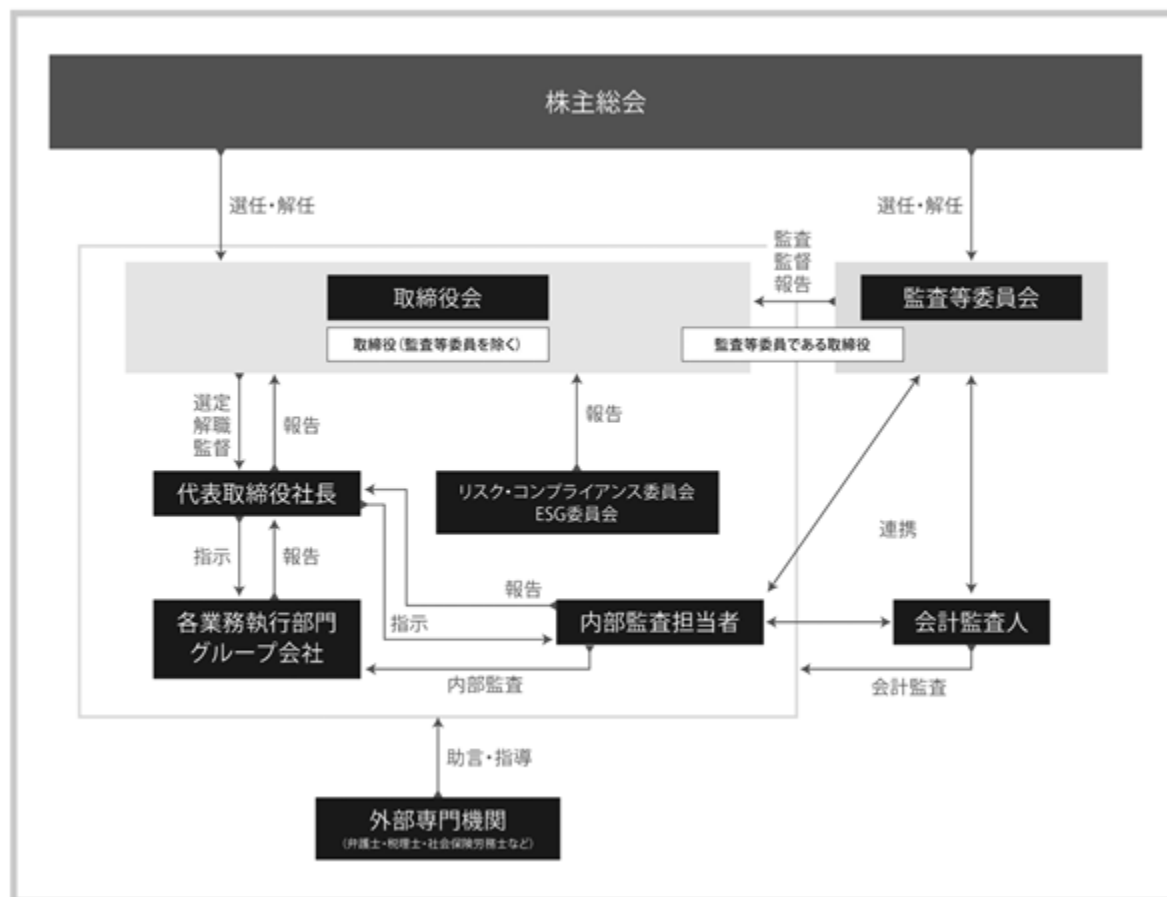 株主総会
選任・解任
選任・解任
監査
監督
報告
取締役会
監査等委員会
取締役(監査等委員を除く)
監査等委員である取締役
選定
解職
監督
報告
報告
代表取締役社長
リスク・コンプライアンス委員会
ESG委員会
連携
指示
報告
報告
各業務執行部門
グループ会社
指示
内部監査担当者
会計監査人
内部監査
会計監査
助言・指導
外部専門機関
(弁護士・税理士・社会保険労務士など)